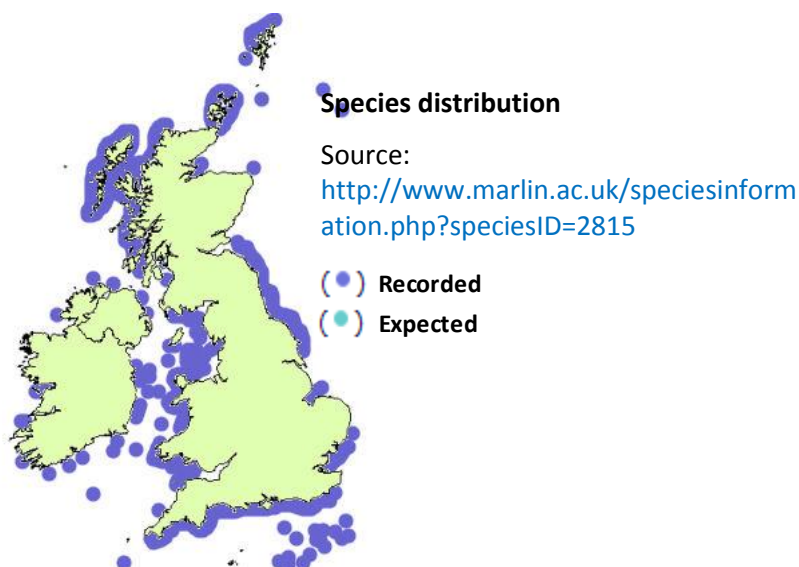 Species distribution
Source:
http://www.marlin.ac.uk/speciesinform
ation.php?speciesID=2815
( ) Recorded
( ) Expected